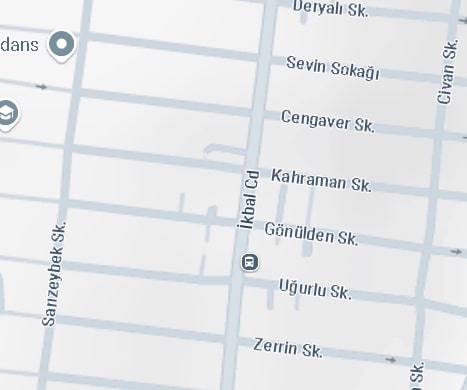 Deryalı Sk.
dans
Sevin Sokağı
Civan Sk.
Cengaver Sk.
Kahraman Sk.
İkbal Cd
Gönülden Sk.
Sarızeybek Sk.
Uğurlu Sk.
Zerrin Sk.
Sk.